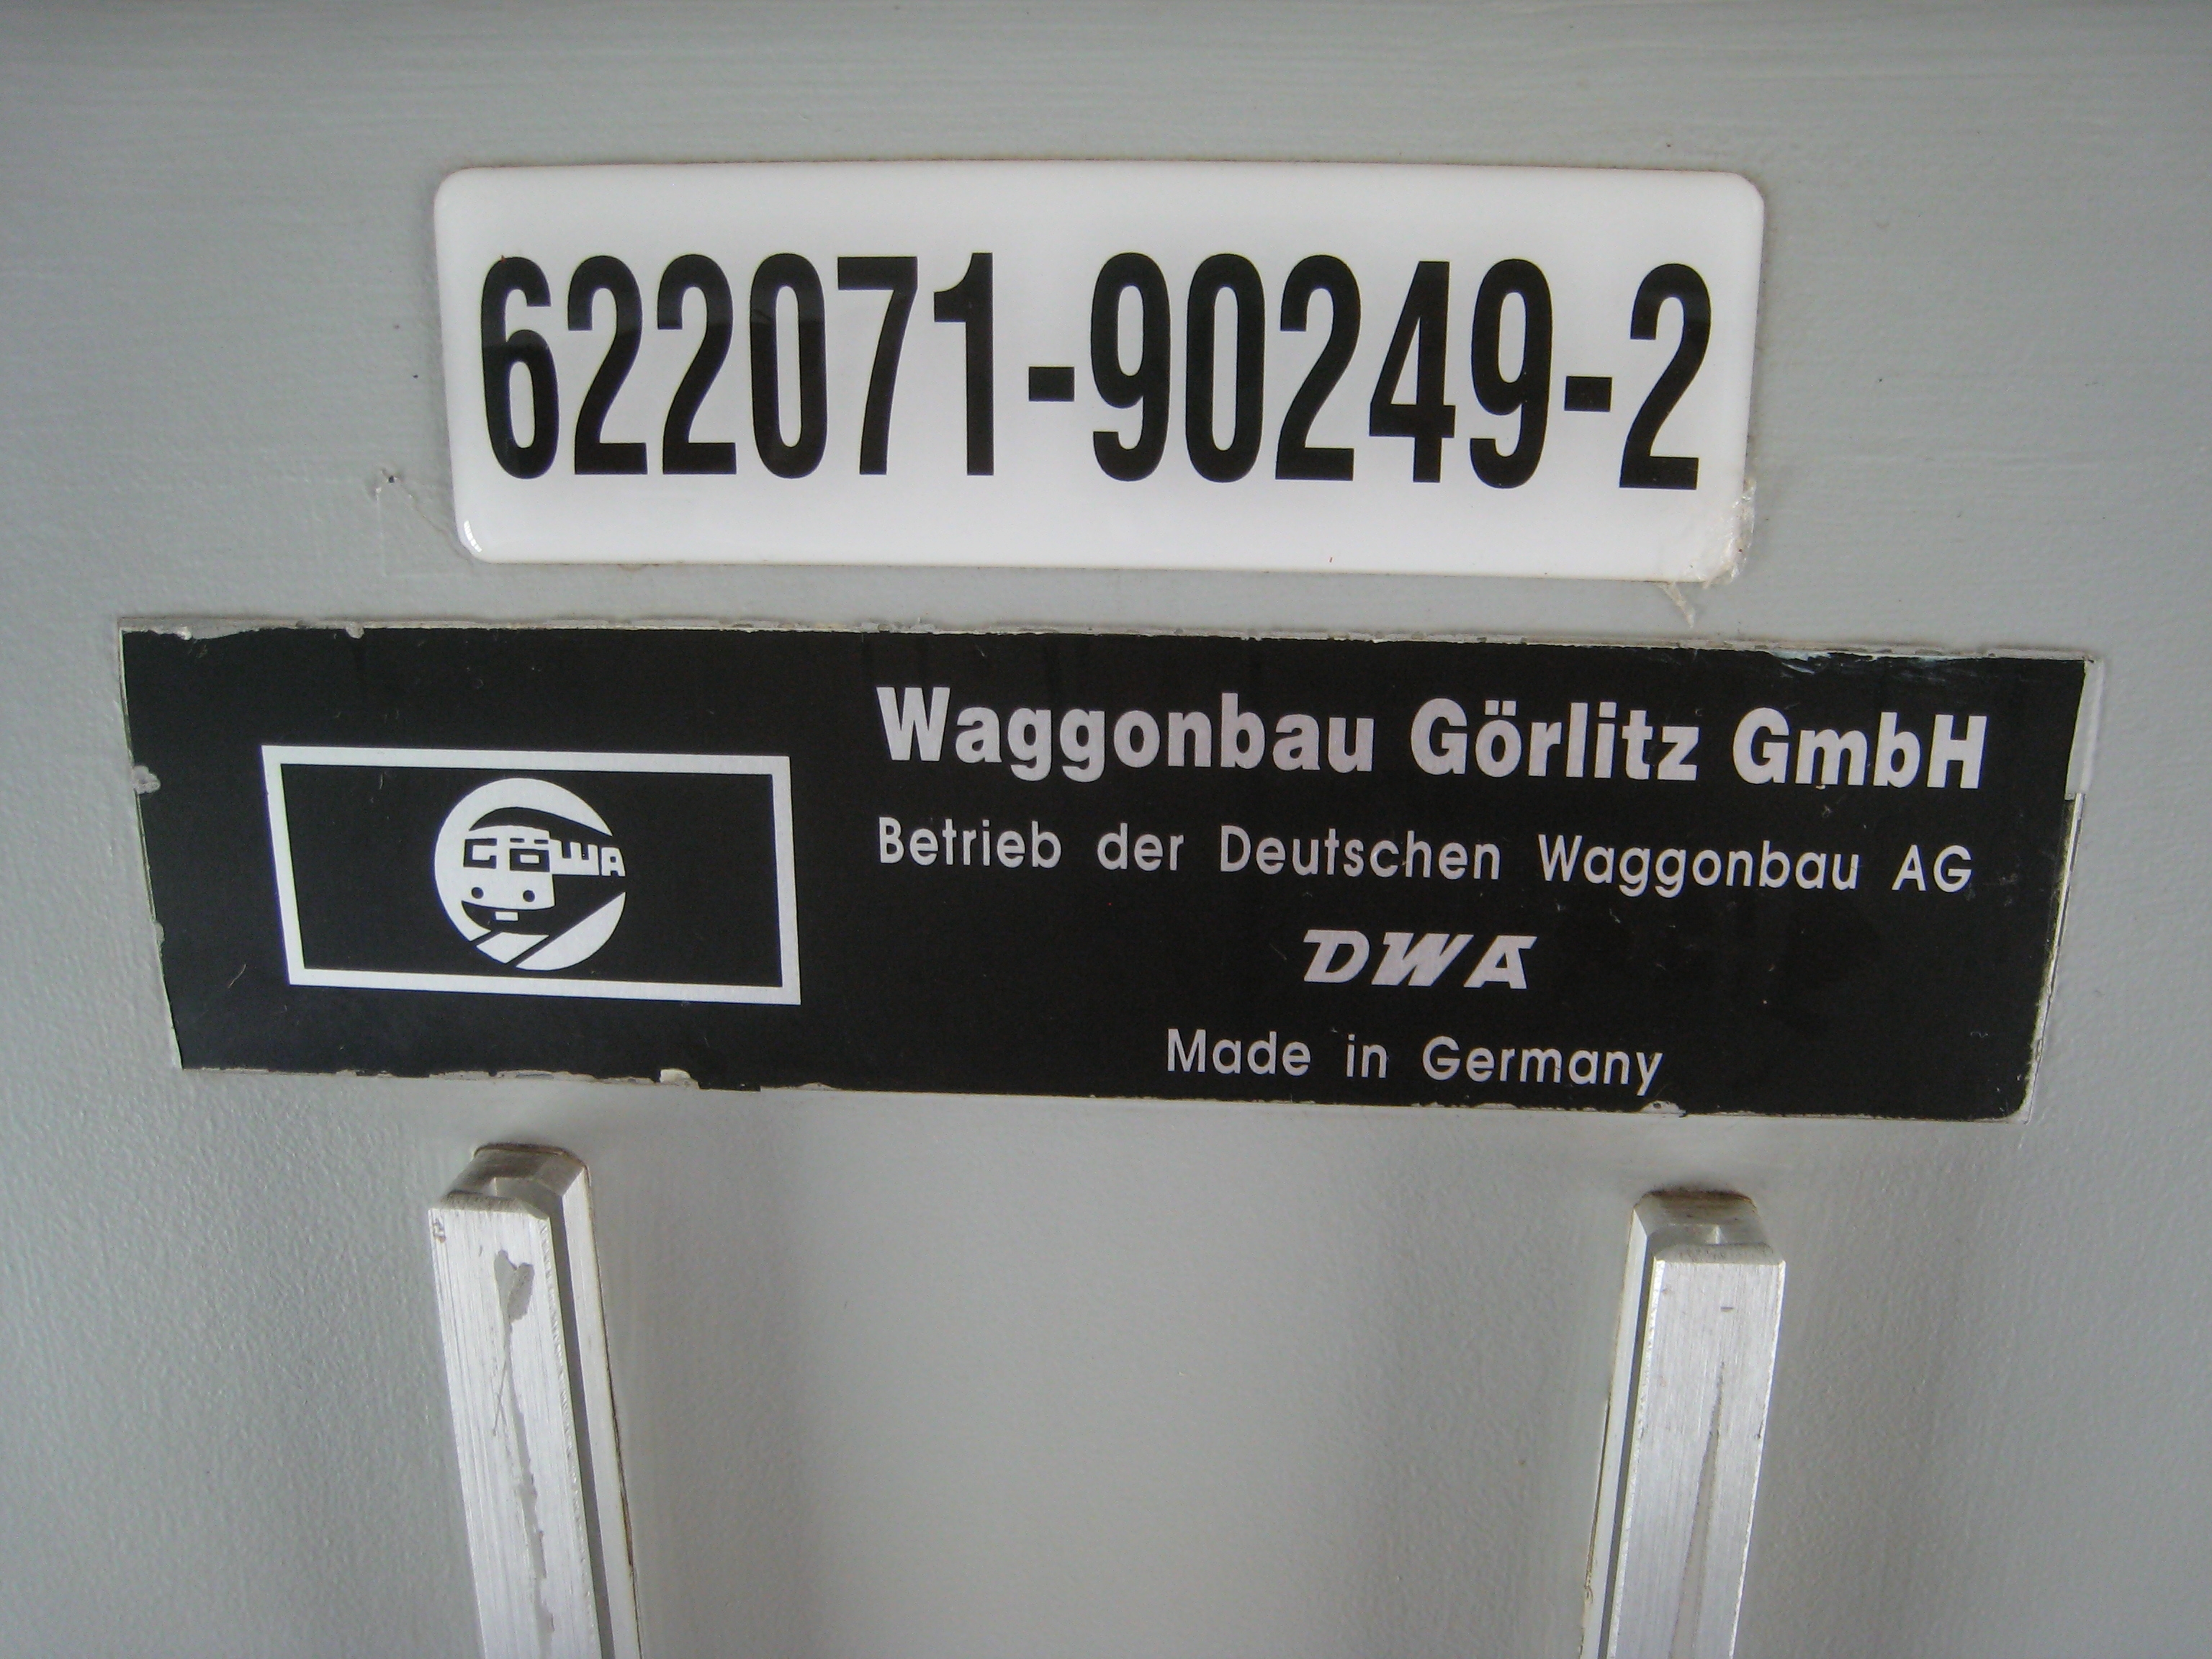 622071-90249-2
GÖWA
Waggonbau Görlitz GmbH
Betrieb der Deutschen Waggonbau AG
DWA
Made in Germany